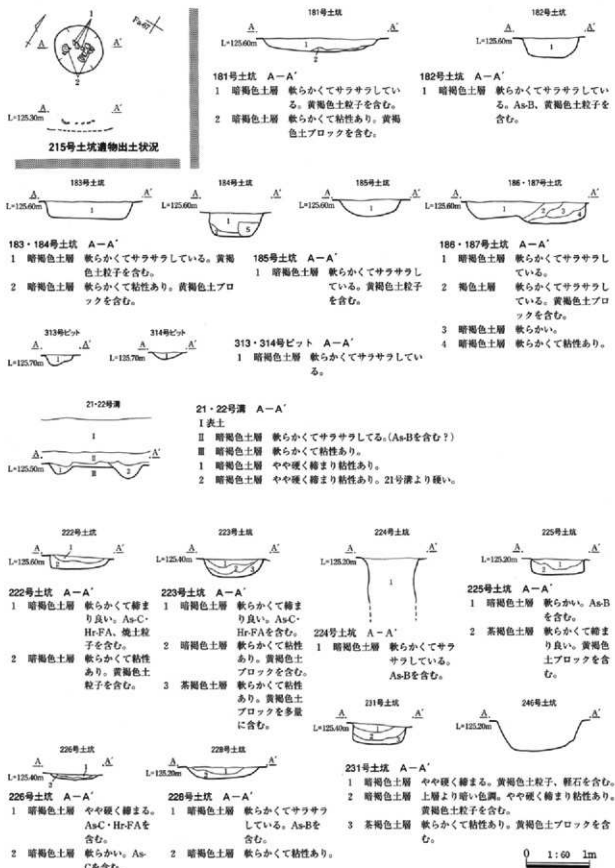 1
Fa-67
A A′
2
A A′
L=125.30m
215号土坑遺物出土状況
181号土坑
A A′
L=125.60m
1
2
181号土坑 A－A′
1 暗褐色土層 軟らかくてサラサラしてい
る。黄褐色土粒子を含む。
2 暗褐色土層 軟らかくて粘性あり。黄褐
色土ブロックを含む。
182号土坑
A A′
L=125.60m
1
182号土坑 A－A′
1 暗褐色土層 軟らかくてサラサラしてい
る。As-B、黄褐色土粒子を
含む。
183号土坑
A A′
L=125.60m
1
184号土坑
A A′
L=125.60m
1
S
183・184号土坑 A－A′
1 暗褐色土層 軟らかくてサラサラしている。黄褐
色土粒子を含む。
2 暗褐色土層 軟らかくて粘性あり。黄褐色土ブロ
ックを含む。
185号土坑
A A′
L=125.60m
1
185号土坑 A－A′
1 暗褐色土層 軟らかくてサラサラし
ている。黄褐色土粒子
を含む。
186・187号土坑
A A′
L=125.60m
1 2 3 4
186・187号土坑 A－A′
1 暗褐色土層 軟らかくてサラサラし
ている。
2 褐色土層 軟らかくてサラサラし
ている。黄褐色土ブロ
ックを含む。
3 暗褐色土層 軟らかい。
4 暗褐色土層 軟らかくて粘性あり。
313号ピット
A A′
L=125.70m
1
314号ピット
A A′
L=125.70m
1
313・314号ピット A－A′
1 暗褐色土層 軟らかくてサラサラしてい
る。
21・22号溝
I
A A′
II
L=125.50m
1 III 2
21・22号溝 A－A′
I 表土
II 暗褐色土層 軟らかくてサラサラしてる。(As-Bを含む？)
III 暗褐色土層 軟らかくて粘性あり。
1 暗褐色土層 やや硬く締まり粘性あり。
2 暗褐色土層 やや硬く締まり粘性あり。21号溝より硬い。
222号土坑
A 1 A′
L=125.60m
2
222号土坑 A－A′
1 暗褐色土層 軟らかくて締ま
り良い。As-C・
Hr-FA、焼土粒
子を含む。
2 暗褐色土層 軟らかくて粘性
あり。黄褐色土
粒子を含む。
223号土坑
A A′
L=125.40m
1 2 3
223号土坑 A－A′
1 暗褐色土層 軟らかくて締ま
り良い。As-C・
Hr-FAを含む。
2 暗褐色土層 軟らかくて粘性
あり。黄褐色土
ブロックを含む。
3 茶褐色土層 軟らかくて粘性
あり。黄褐色土
ブロックを多量
に含む。
224号土坑
A A′
L=125.20m
1
224号土坑 A－A′
1 暗褐色土層 軟らかくてサラ
サラしている。
As-Bを含む。
225号土坑
A A′
L=125.20m
1
2
225号土坑 A－A′
1 暗褐色土層 軟らかい。As-B
を含む。
2 茶褐色土層 軟らかくて締ま
り良い。黄褐色
土ブロックを含
む。
226号土坑
A 1 A′
L=125.40m
2
226号土坑 A－A′
1 暗褐色土層 やや硬く締まる。
As-C・Hr-FAを
含む。
2 暗褐色土層 軟らかい。As-
Cを含む。
228号土坑
A A′
L=125.20m
1
2
228号土坑 A－A′
1 暗褐色土層 軟らかくてサラサラ
している。As-Bを含
む。
2 暗褐色土層 軟らかくて粘性あり。
231号土坑
A A′
L=125.40m
1
2
3
246号土坑
A A′
L=125.20m
231号土坑 A－A′
1 暗褐色土層 やや硬く締まる。黄褐色土粒子、軽石を含む。
2 暗褐色土層 上層より暗い色調。やや硬く締まり粘性あり。
黄褐色土粒子を含む。
3 茶褐色土層 軟らかくて粘性あり。黄褐色土ブロックを含
む。
0 1:60 1m